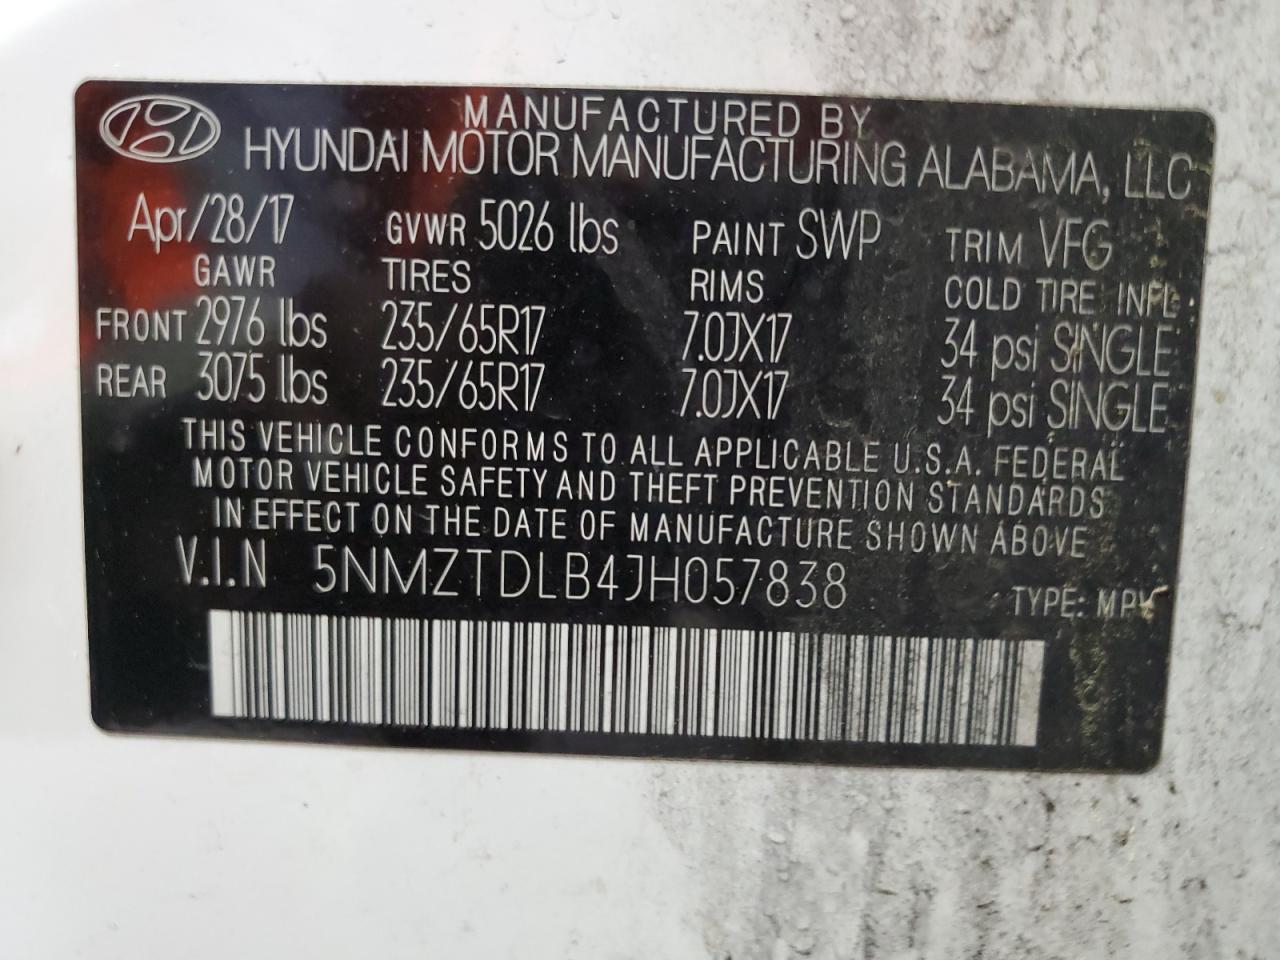 MANUFACTURED BY
HYUNDAI MOTOR MANUFACTURING ALABAMA, LLC
Apr/28/17 GVWR 5026 lbs PAINT SWP TRIM VFG
GAWR TIRES RIMS COLD TIRE INFL.
FRONT 2976 lbs 235/65R17 7.0JX17 34 psi SINGLE
REAR 3075 lbs 235/65R17 7.0JX17 34 psi SINGLE
THIS VEHICLE CONFORMS TO ALL APPLICABLE U.S.A. FEDERAL
MOTOR VEHICLE SAFETY AND THEFT PREVENTION STANDARDS
IN EFFECT ON THE DATE OF MANUFACTURE SHOWN ABOVE
V.I.N 5NMZTDLB4JH057838 TYPE: MPV